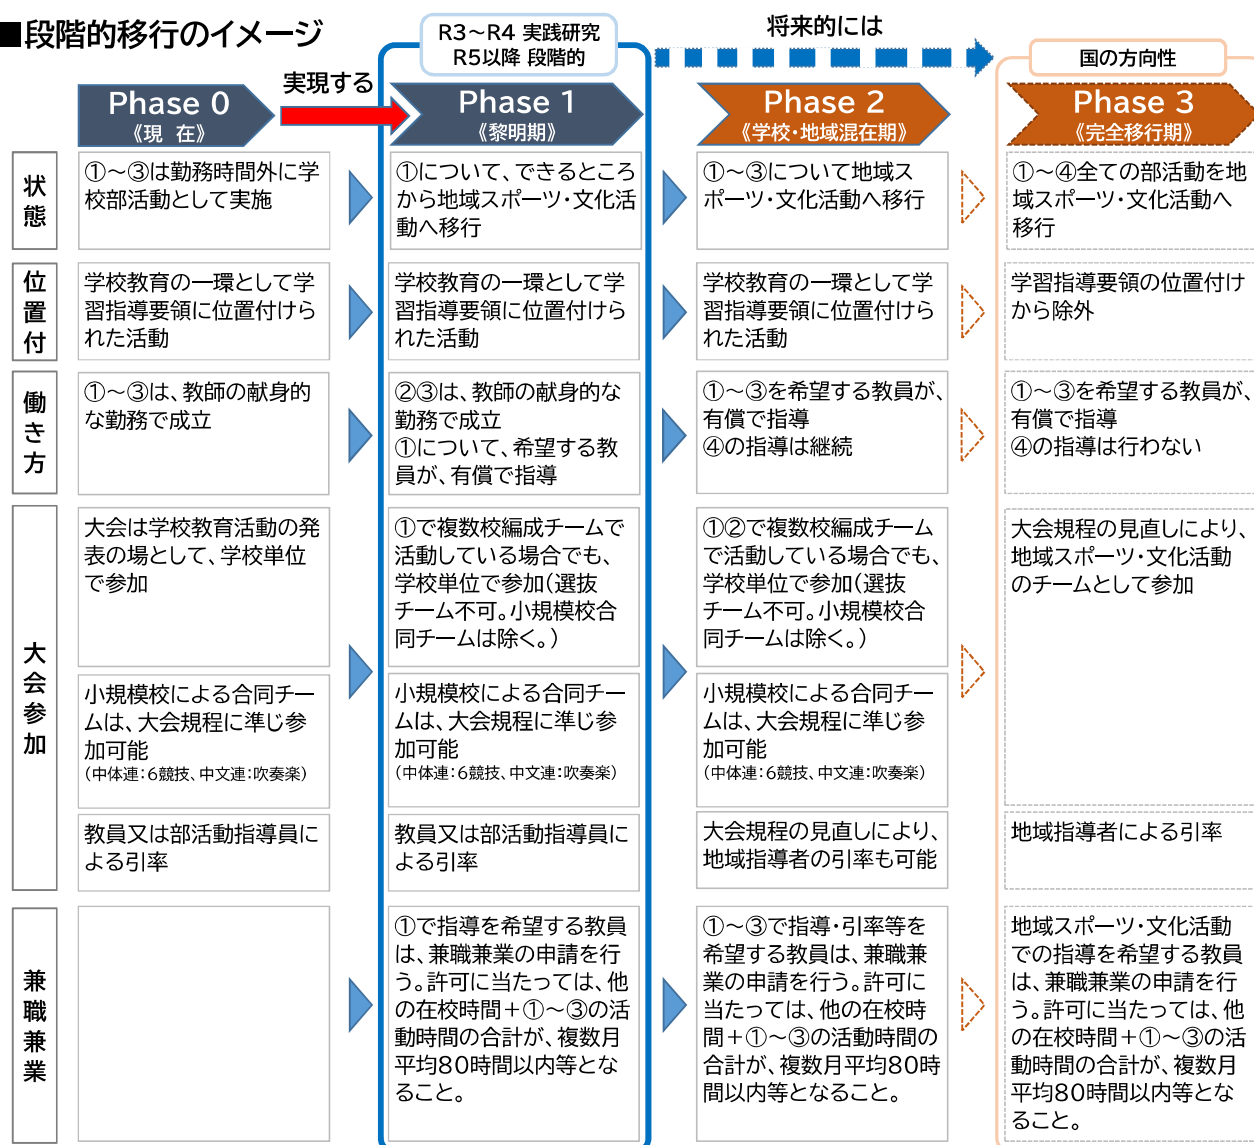 ■段階的移行のイメージ
R3～R4 実践研究
R5以降 段階的
将来的には
国の方向性
実現する
Phase 0
《現 在》
Phase 1
《黎明期》
Phase 2
《学校・地域混在期》
Phase 3
《完全移行期》
状態
①～③は勤務時間外に学
校部活動として実施
①について、できるところ
から地域スポーツ・文化活
動へ移行
①～③について地域ス
ポーツ・文化活動へ移行
①～④全ての部活動を地
域スポーツ・文化活動へ
移行
位置付
学校教育の一環として学
習指導要領に位置付けら
れた活動
学校教育の一環として学
習指導要領に位置付けら
れた活動
学校教育の一環として学
習指導要領に位置付けら
れた活動
学習指導要領の位置付け
から除外
働き方
①～③は、教師の献身的
な勤務で成立
②③は、教師の献身的な
勤務で成立
①について、希望する教
員が、有償で指導
①～③を希望する教員が、
有償で指導
④の指導は継続
①～③を希望する教員が、
有償で指導
④の指導は行わない
大会参加
大会は学校教育活動の発
表の場として、学校単位
で参加
①で複数校編成チームで
活動している場合でも、
学校単位で参加(選抜
チーム不可。小規模校合
同チームは除く。)
①②で複数校編成チーム
で活動している場合でも、
学校単位で参加(選抜
チーム不可。小規模校合
同チームは除く。)
大会規程の見直しにより、
地域スポーツ・文化活動
のチームとして参加
小規模校による合同チー
ムは、大会規程に準じ参
加可能
(中体連:6競技、中文連:吹奏楽)
小規模校による合同チー
ムは、大会規程に準じ参
加可能
(中体連:6競技、中文連:吹奏楽)
小規模校による合同チー
ムは、大会規程に準じ参
加可能
(中体連:6競技、中文連:吹奏楽)
教員又は部活動指導員に
よる引率
教員又は部活動指導員に
よる引率
大会規程の見直しにより、
地域指導者の引率も可能
地域指導者による引率
兼職兼業
①で指導を希望する教員
は、兼職兼業の申請を行
う。許可に当たっては、他
の在校時間＋①～③の活
動時間の合計が、複数月
平均80時間以内等とな
ること。
①～③で指導・引率等を
希望する教員は、兼職兼
業の申請を行う。許可に
当たっては、他の在校時
間＋①～③の活動時間の
合計が、複数月平均80時
間以内等となること。
地域スポーツ・文化活動
での指導を希望する教員
は、兼職兼業の申請を行
う。許可に当たっては、他
の在校時間＋①～③の活
動時間の合計が、複数月
平均80時間以内等とな
ること。